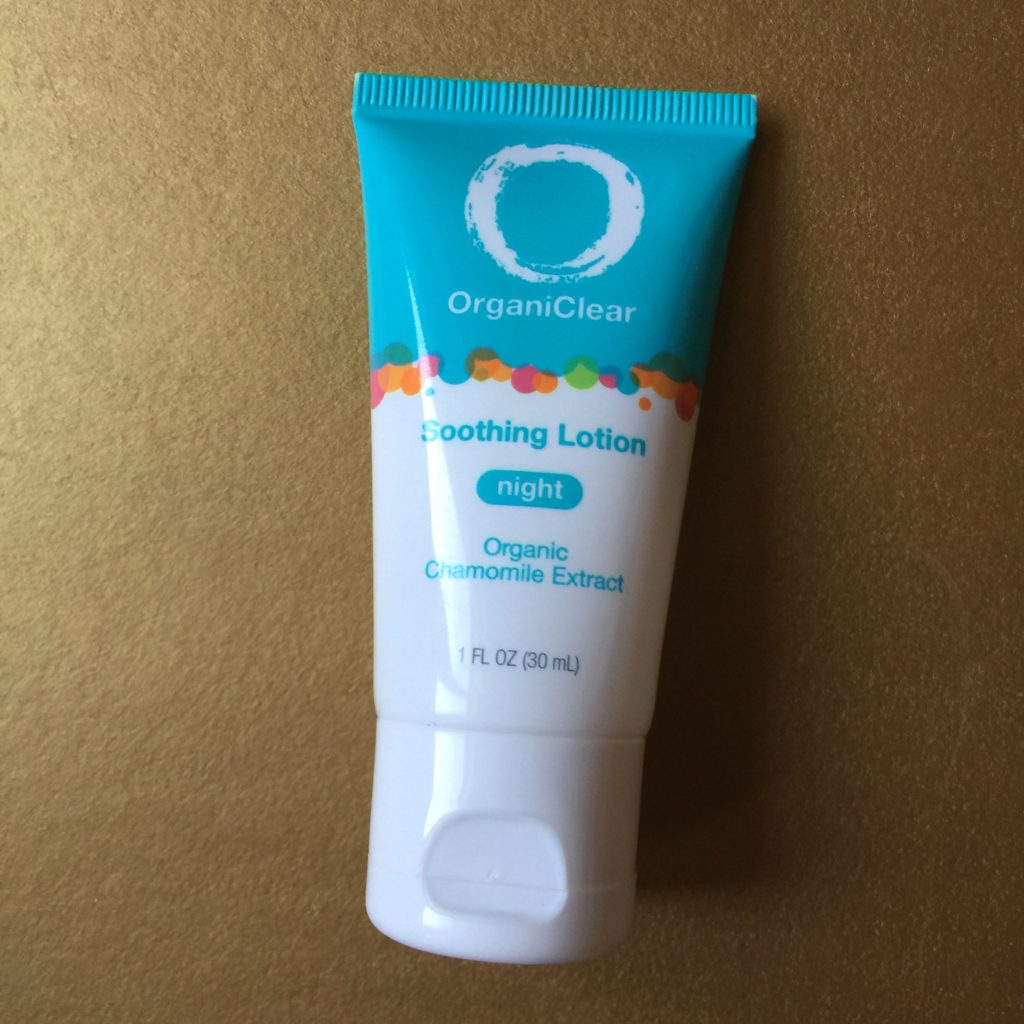 OrganiClear
Soothing Lotion
night
Organic
Chamomile Extract
1 FL OZ (30 mL)